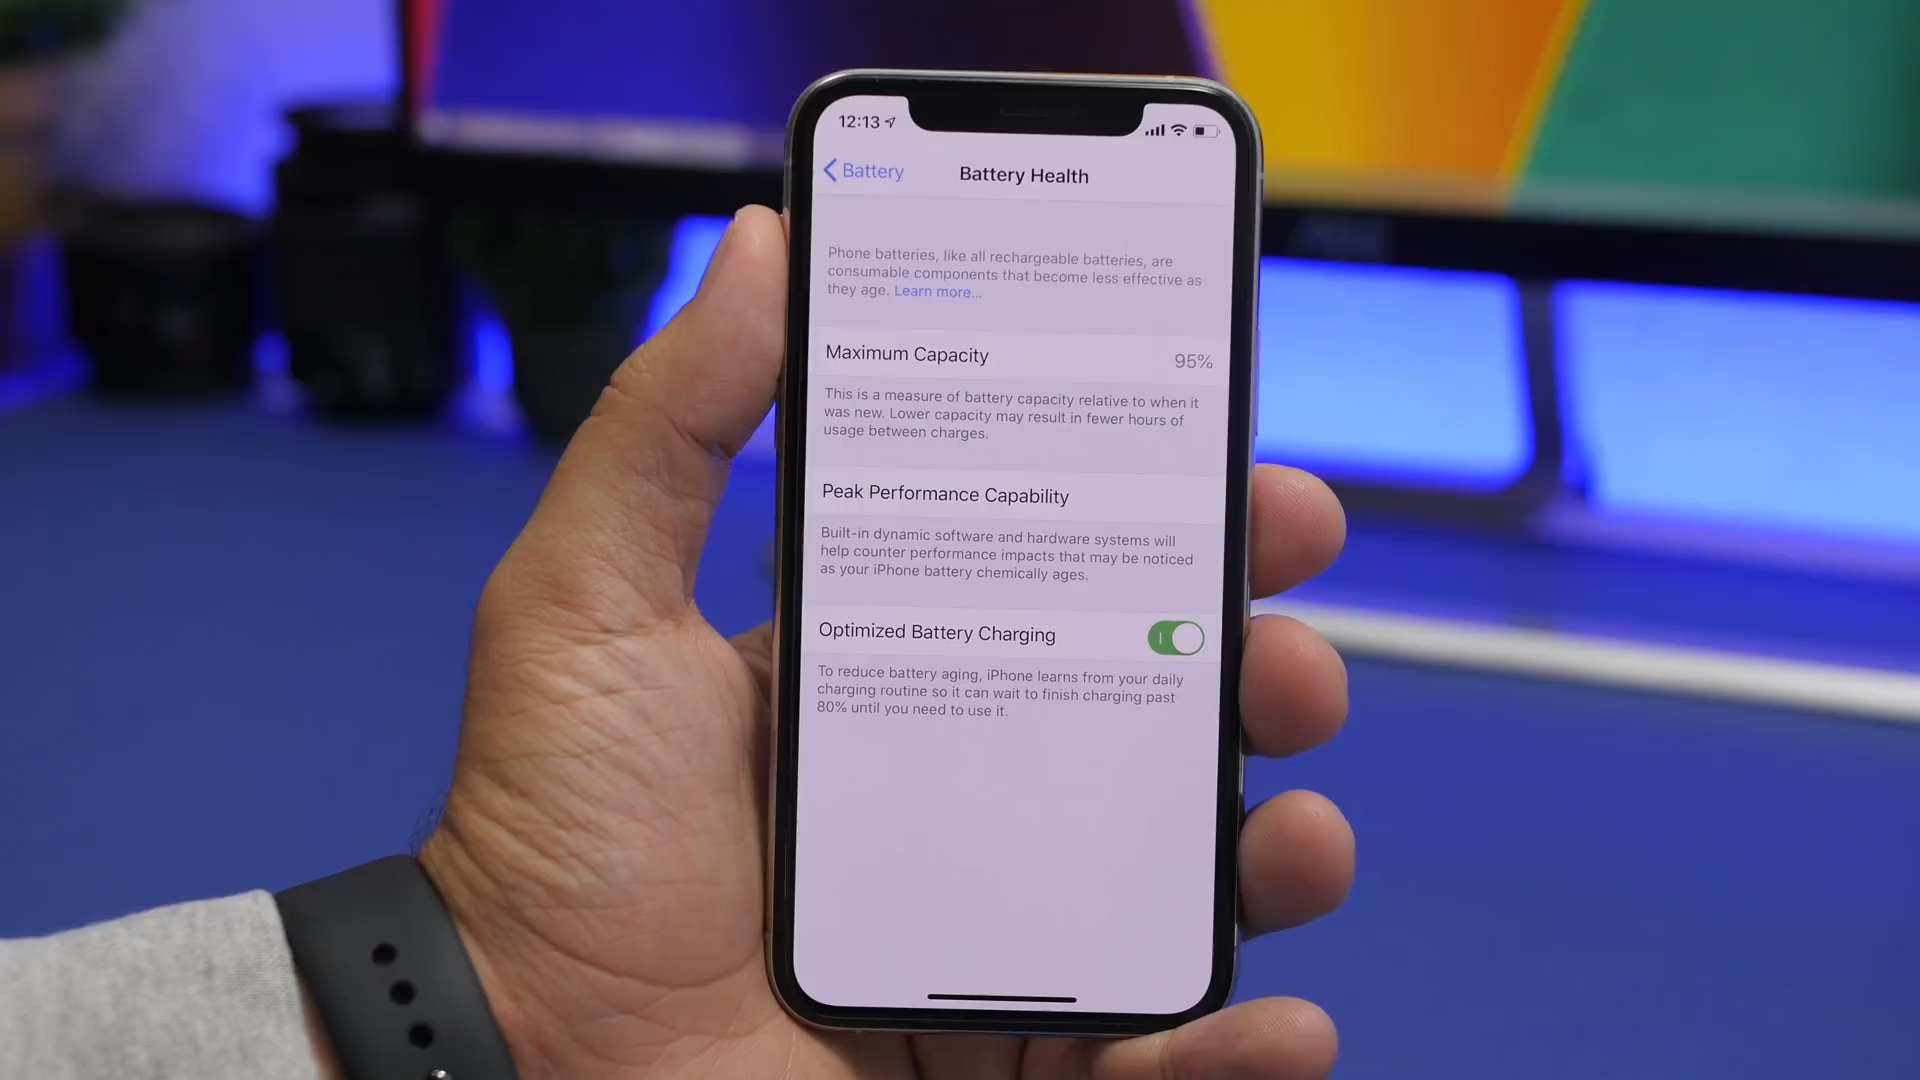 12:13
Battery
Battery Health
Phone batteries, like all rechargeable batteries, are
consumable components that become less effective as
they age. Learn more...
Maximum Capacity 95%
This is a measure of battery capacity relative to when it
was new. Lower capacity may result in fewer hours of
usage between charges.
Peak Performance Capability
Built-in dynamic software and hardware systems will
help counter performance impacts that may be noticed
as your iPhone battery chemically ages.
Optimized Battery Charging
To reduce battery aging, iPhone learns from your daily
charging routine so it can wait to finish charging past
80% until you need to use it.